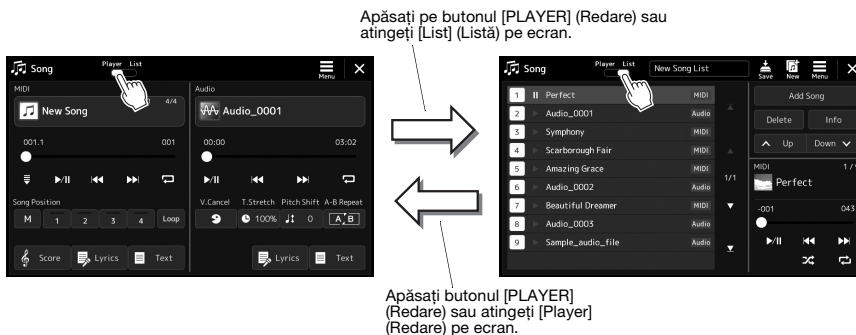 Apăsați pe butonul [PLAYER] (Redare) sau
atingeți [List] (Listă) pe ecran.
Song
Player List
Menu
MIDI
New Song
4/4
001.1 001
Song Position
M 1 2 3 4 Loop
Score Lyrics Text
Audio
Audio_0001
00:00 03:02
V.Cancel T.Stretch Pitch Shift A-B Repeat
100% 0 A B
Lyrics Text
Song
Player List
New Song List
Save New Menu
1 Perfect MIDI
2 Audio_0001 Audio
3 Symphony MIDI
4 Scarborough Fair MIDI
5 Amazing Grace MIDI
6 Audio_0002 Audio
7 Beautiful Dreamer MIDI
8 Audio_0003 Audio
9 Sample_audio_file Audio
1/1
Add Song
Delete Info
Up Down
MIDI
Perfect
-001 043
Apăsați butonul [PLAYER]
(Redare) sau atingeți [Player]
(Redare) pe ecran.